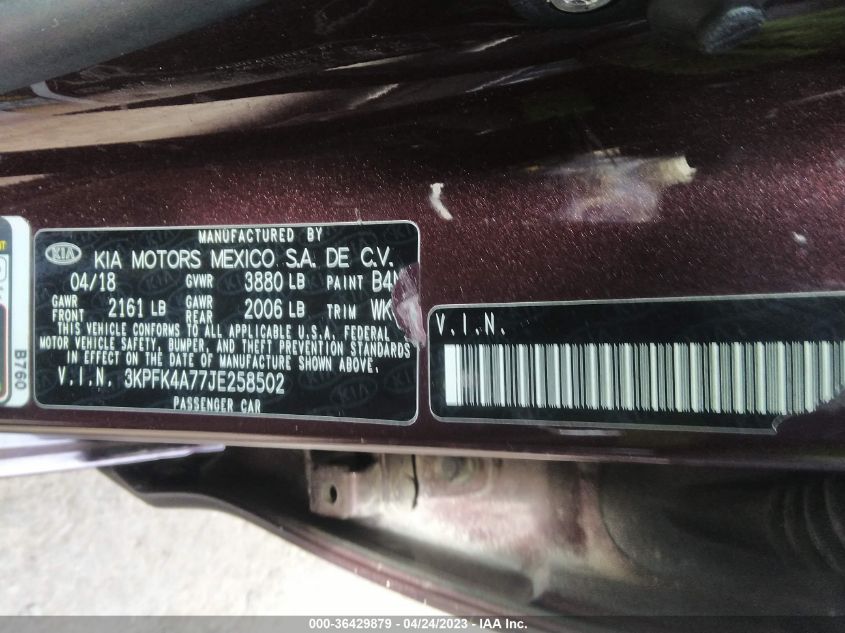 MANUFACTURED BY
KIA
KIA MOTORS MEXICO S.A. DE C.V.
04/18 GVWR 3880 LB PAINT
GAWR FRONT 2161 LB GAWR REAR 2006 LB TRIM WK
THIS VEHICLE CONFORMS TO ALL APPLICABLE U.S.A. FEDERAL
MOTOR VEHICLE SAFETY, BUMPER, AND THEFT PREVENTION STANDARDS
IN EFFECT ON THE DATE OF MANUFACTURE SHOWN ABOVE.
V.I.N. 3KPFK4A77JE258502
PASSENGER CAR
V.I.N.
B760
000-36429879 - 04/24/2023 - IAA Inc.